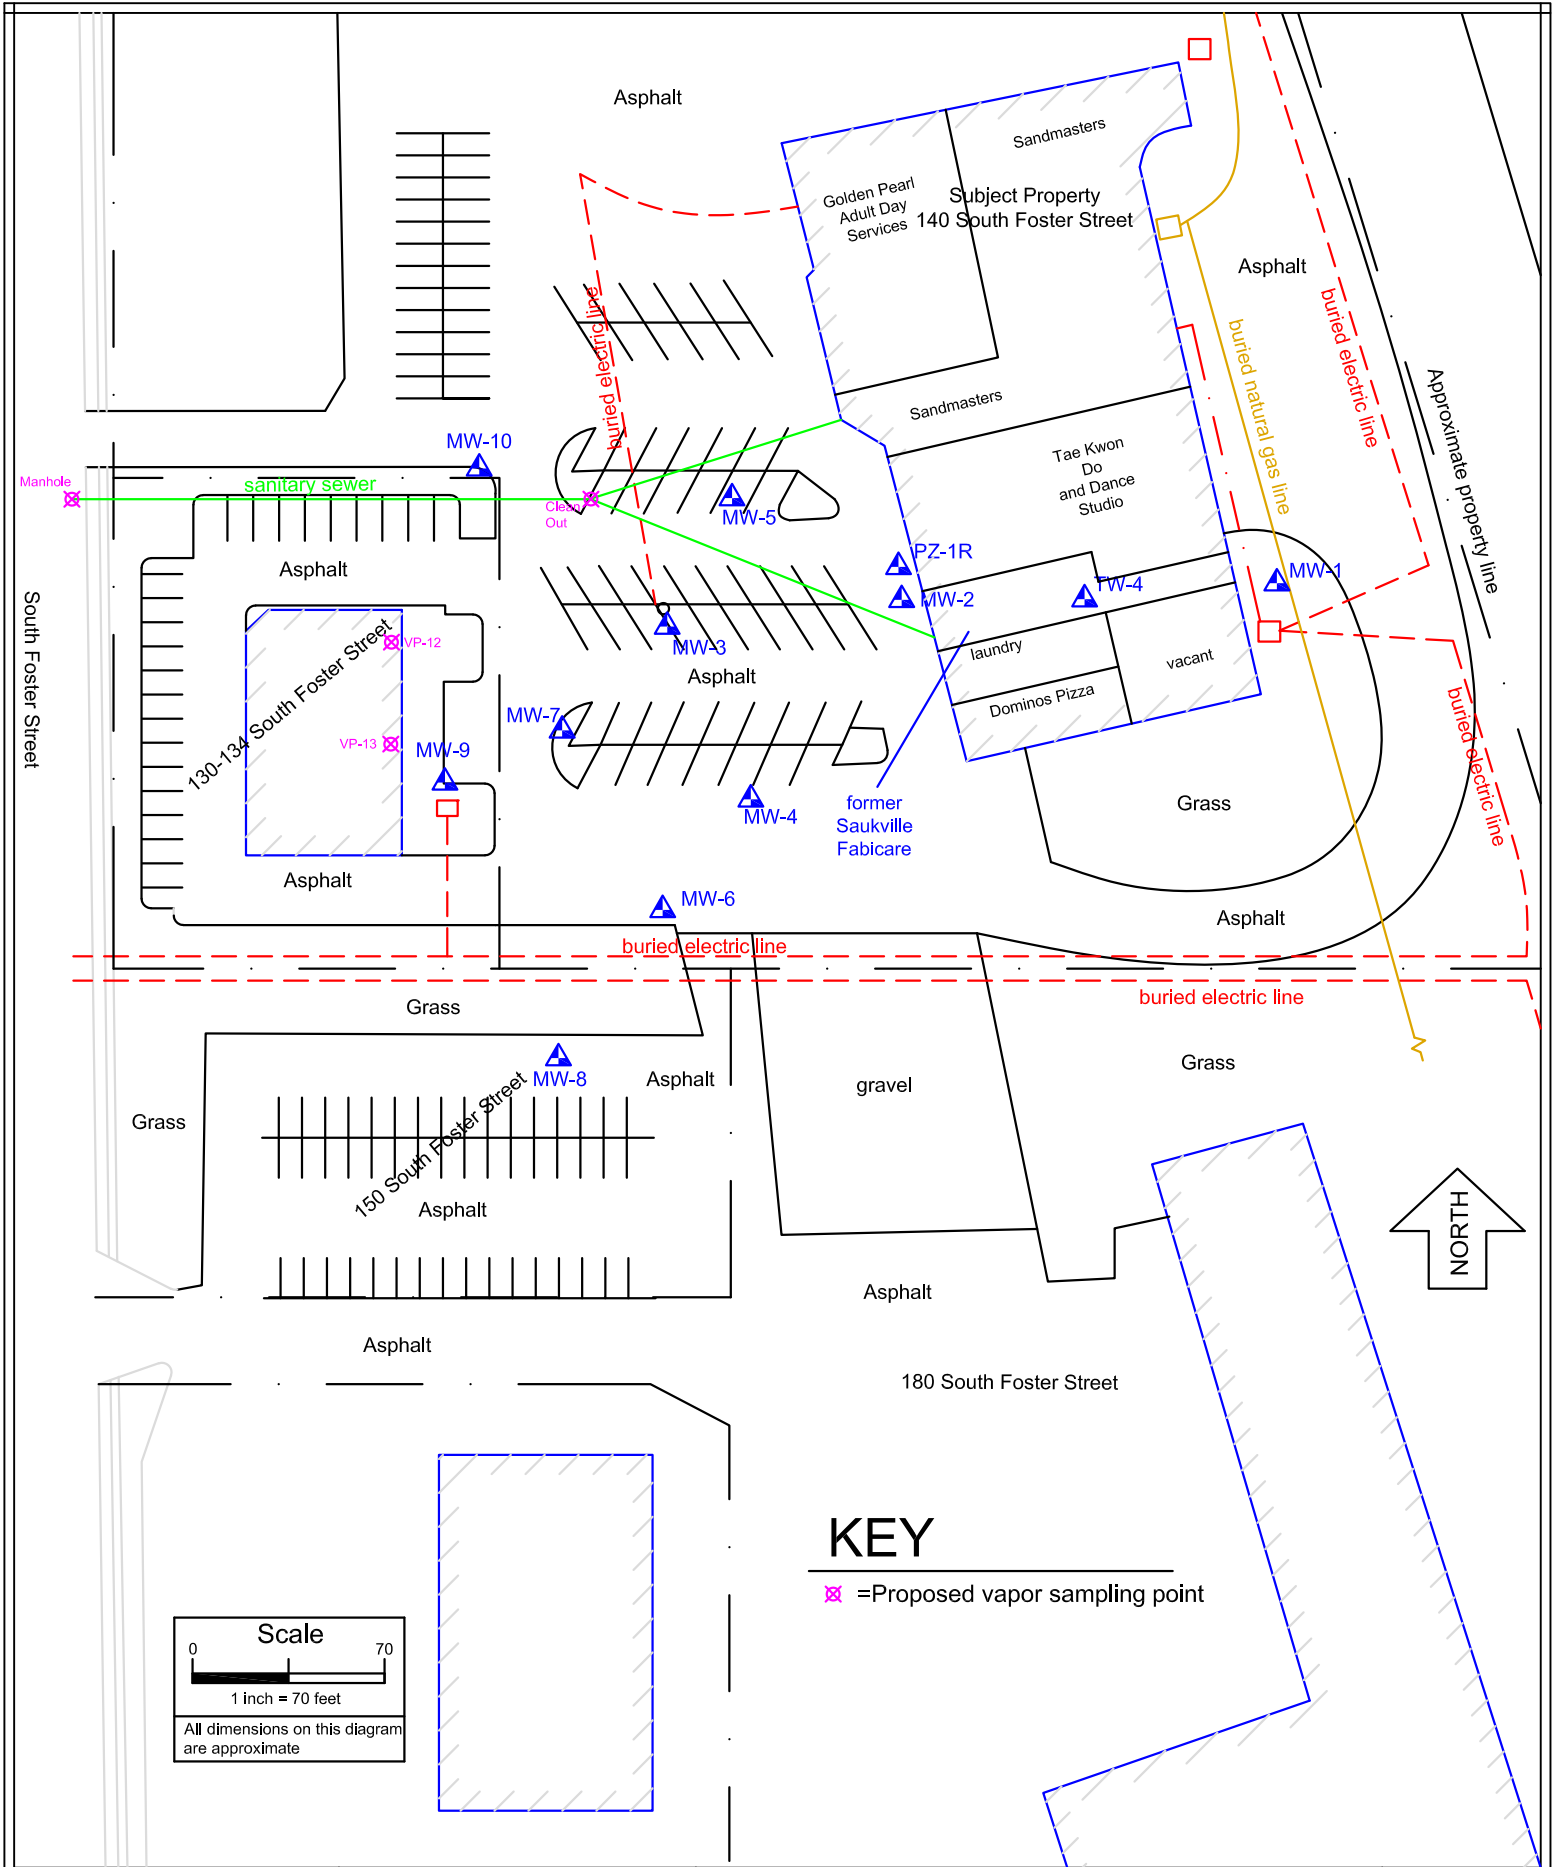 Asphalt
Sandmasters
Golden Pearl
Adult Day
Services
Subject Property
140 South Foster Street
Asphalt
buried electric line
buried electric line
buried natural gas line
Approximate property line
Sandmasters
MW-10
Tae Kwon
Do
and Dance
Studio
Manhole
sanitary sewer
Clean
Out
MW-5
PZ-1R
Asphalt
MW-1
TW-4
MW-2
South Foster Street
VP-12
MW-3
laundry
vacant
Asphalt
130-134 South Foster Street
Dominos Pizza
MW-7
VP-13
MW-9
buried electric line
former
Saukville
Fabicare
Grass
MW-4
Asphalt
MW-6
Asphalt
buried electric line
buried electric line
Grass
Grass
MW-8
Asphalt
gravel
Grass
150 South Foster Street
Asphalt
NORTH
Asphalt
Asphalt
180 South Foster Street
KEY
=Proposed vapor sampling point
Scale
0 70
1 inch = 70 feet
All dimensions on this diagram
are approximate